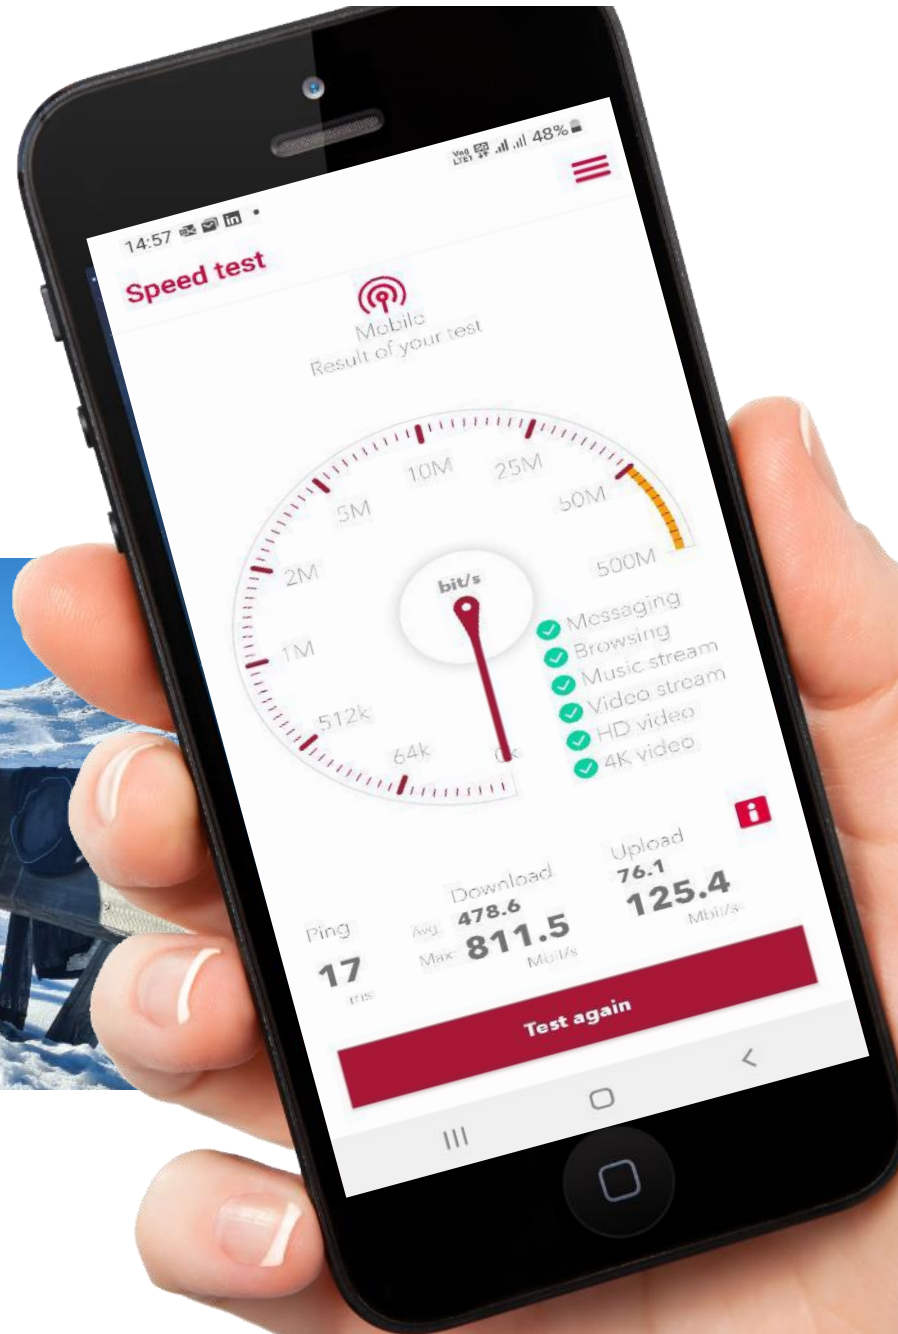 14:57
48%
Speed test
Mobile
Result of your test
10M
25M
5M
50M
2M
500M
bit/s
1M
512k
64k
0k
Messaging
Browsing
Music stream
Video stream
HD video
4K video
Ping
17
ms
Download
Avg. 478.6
Max. 811.5
Mbit/s
Upload
76.1
125.4
Mbit/s
Test again